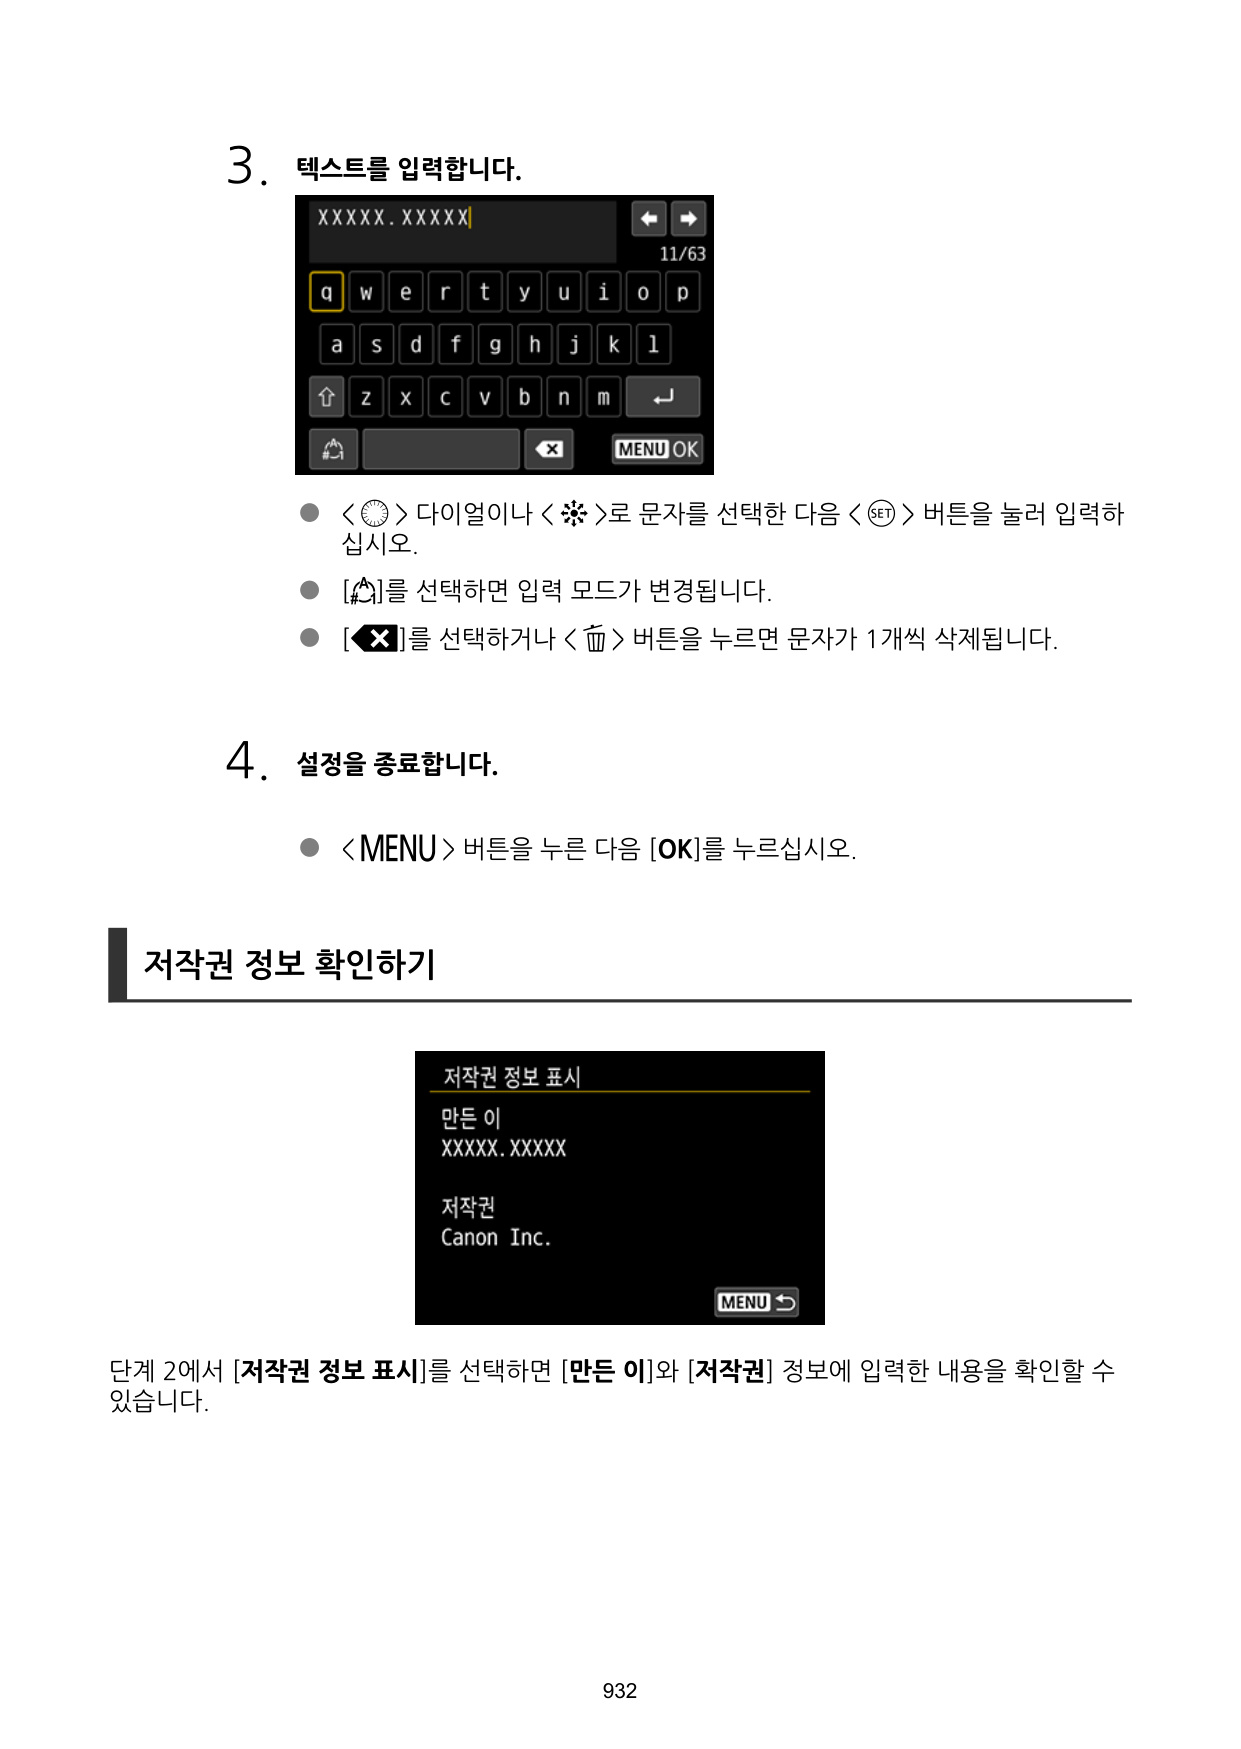 3. 텍스트를 입력합니다.
XXXXX.XXXXX
11/63
q w e r t y u i o p
a s d f g h j k l
z x c v b n m
MENU OK
< > 다이얼이나 < >로 문자를 선택한 다음 < SET > 버튼을 눌러 입력하
십시오.
[ ]를 선택하면 입력 모드가 변경됩니다.
[ ]를 선택하거나 < > 버튼을 누르면 문자가 1개씩 삭제됩니다.
4. 설정을 종료합니다.
<MENU> 버튼을 누른 다음 [OK]를 누르십시오.
저작권 정보 확인하기
저작권 정보 표시
만든 이
XXXXX.XXXXX
저작권
Canon Inc.
MENU
단계 2에서 [저작권 정보 표시]를 선택하면 [만든 이]와 [저작권] 정보에 입력한 내용을 확인할 수
있습니다.
932